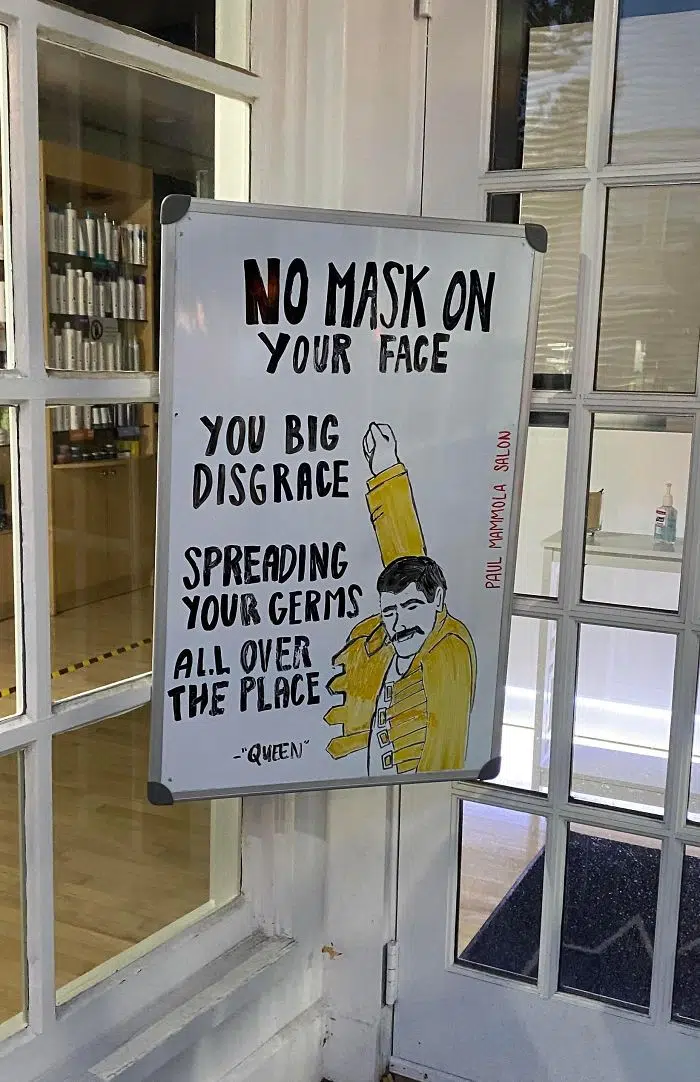 NO MASK ON
YOUR FACE
YOU BIG
DISGRACE
SPREADING
YOUR GERMS
ALL OVER
THE PLACE
-"QUEEN"
PAUL MAMMOLA SALON